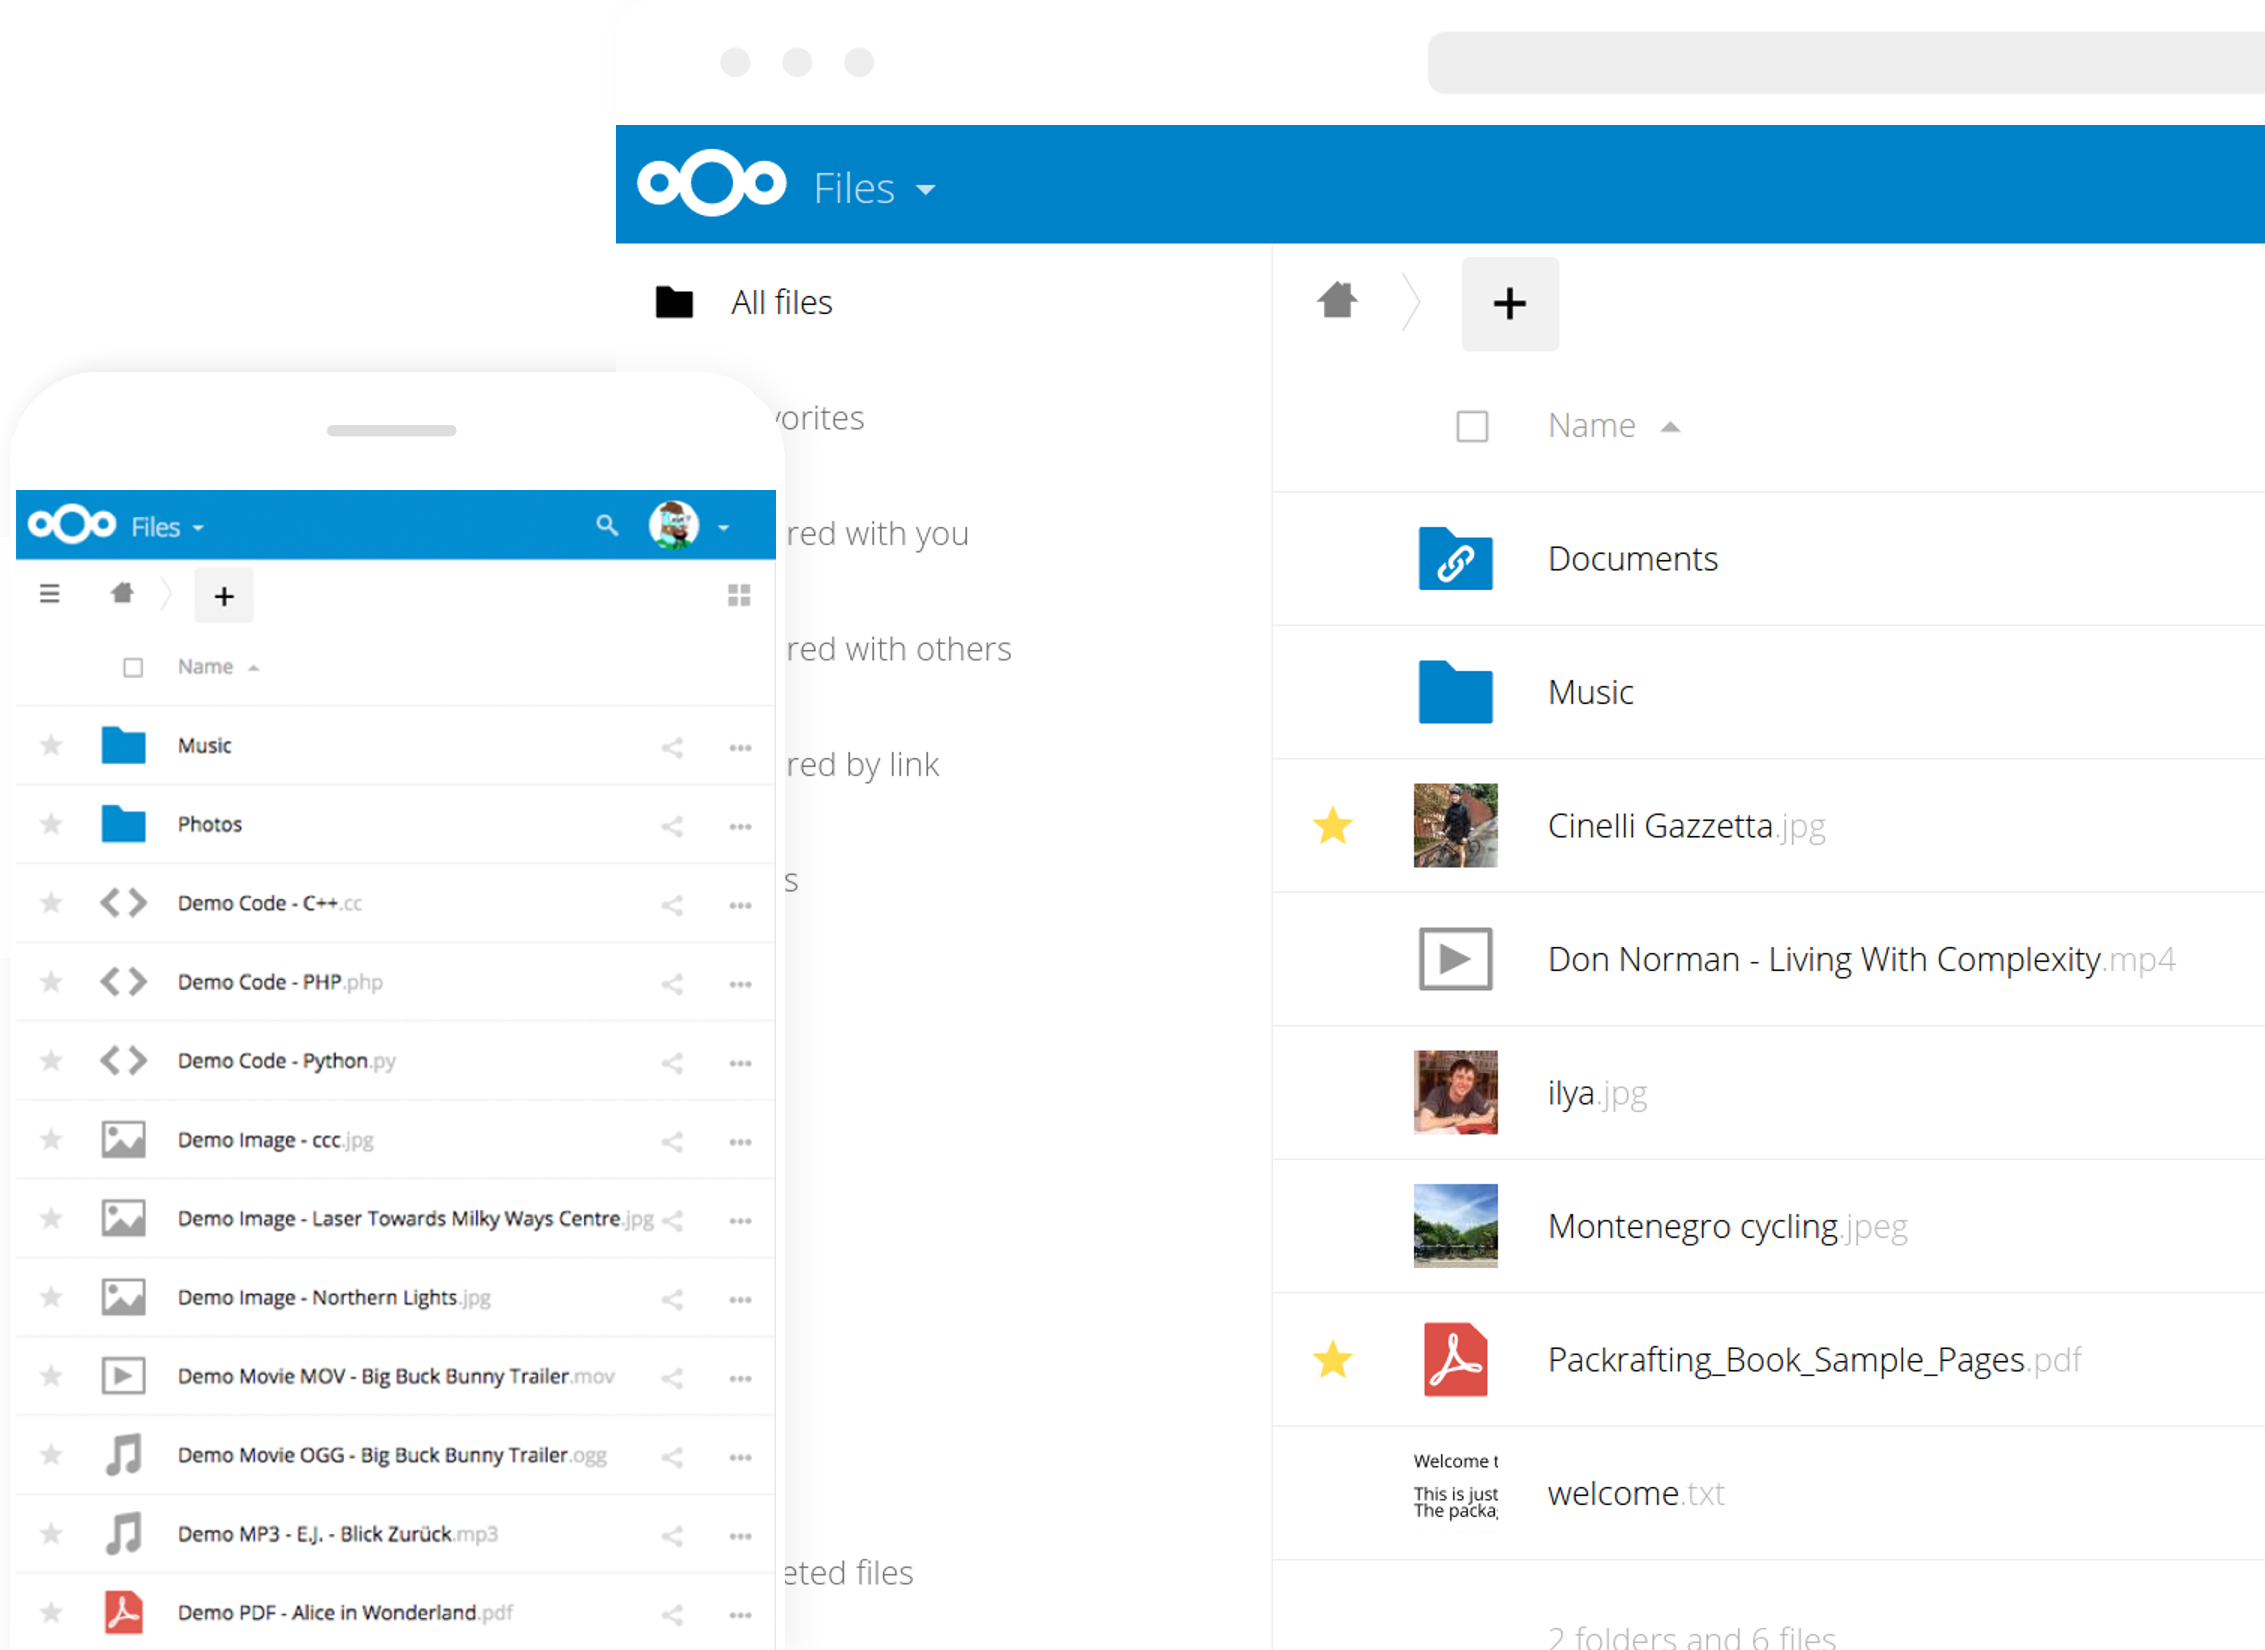 Files
All files
vorites
red with you
red with others
red by link
s
eted files
Name
Documents
Music
Cinelli Gazzetta.jpg
Don Norman - Living With Complexity.mp4
ilya.jpg
Montenegro cycling.jpeg
Packrafting_Book_Sample_Pages.pdf
Welcome t
This is just
The packa
welcome.txt
2 folders and 6 files
Files
Name
Music
Photos
Demo Code - C++.cc
Demo Code - PHP.php
Demo Code - Python.py
Demo Image - ccc.jpg
Demo Image - Laser Towards Milky Ways Centre.jpg
Demo Image - Northern Lights.jpg
Demo Movie MOV - Big Buck Bunny Trailer.mov
Demo Movie OGG - Big Buck Bunny Trailer.ogg
Demo MP3 - E.J. - Blick Zurück.mp3
Demo PDF - Alice in Wonderland.pdf